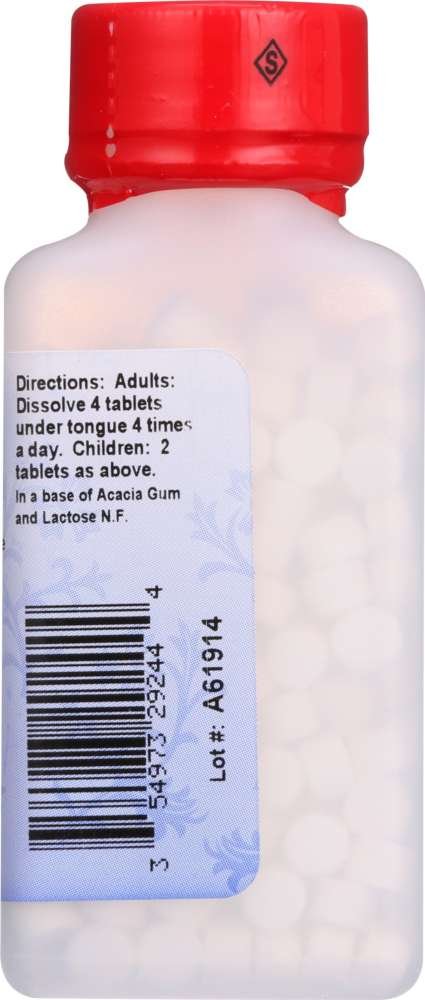 S
Directions: Adults:
Dissolve 4 tablets
under tongue 4 times
a day. Children: 2
tablets as above.
In a base of Acacia Gum
and Lactose N.F.
e
3 54973 29244 4
Lot #: A61914